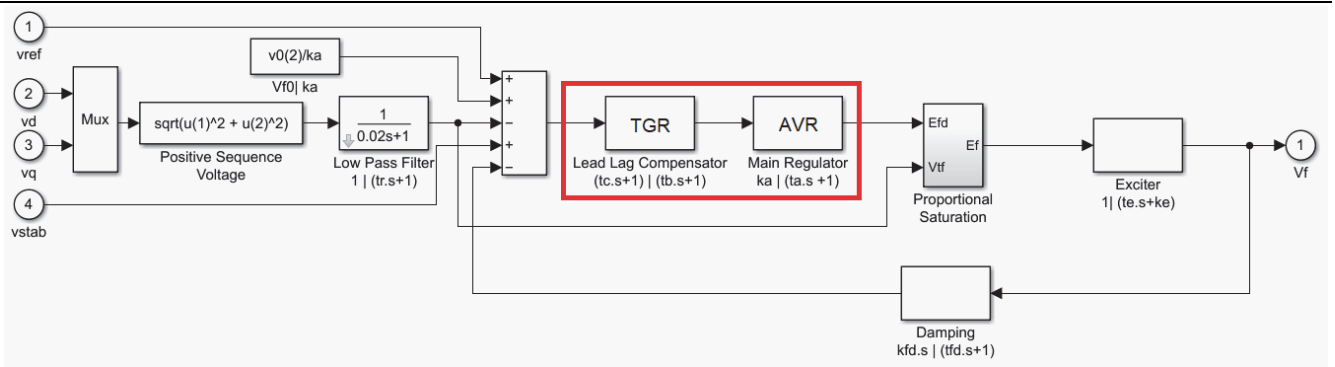 1
vref
2
vd
3
vq
4
vstab
Mux
sqrt(u(1)^2 + u(2)^2)
Positive Sequence
Voltage
v0(2)/ka
Vf0| ka
1
0.02s+1
Low Pass Filter
1 | (tr.s+1)
+
+
−
+
−
TGR
Lead Lag Compensator
(tc.s+1) | (tb.s+1)
AVR
Main Regulator
ka | (ta.s +1)
Efd
Ef
Vtf
Proportional
Saturation
Exciter
1| (te.s+ke)
1
Vf
Damping
kfd.s | (tfd.s+1)